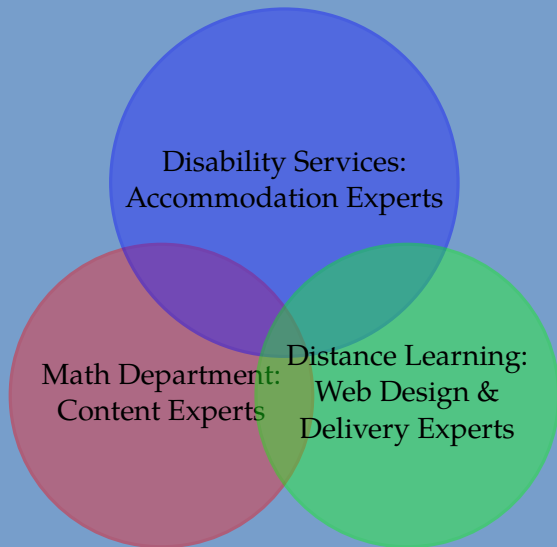 Disability Services:
Accommodation Experts
Math Department:
Content Experts
Distance Learning:
Web Design &
Delivery Experts